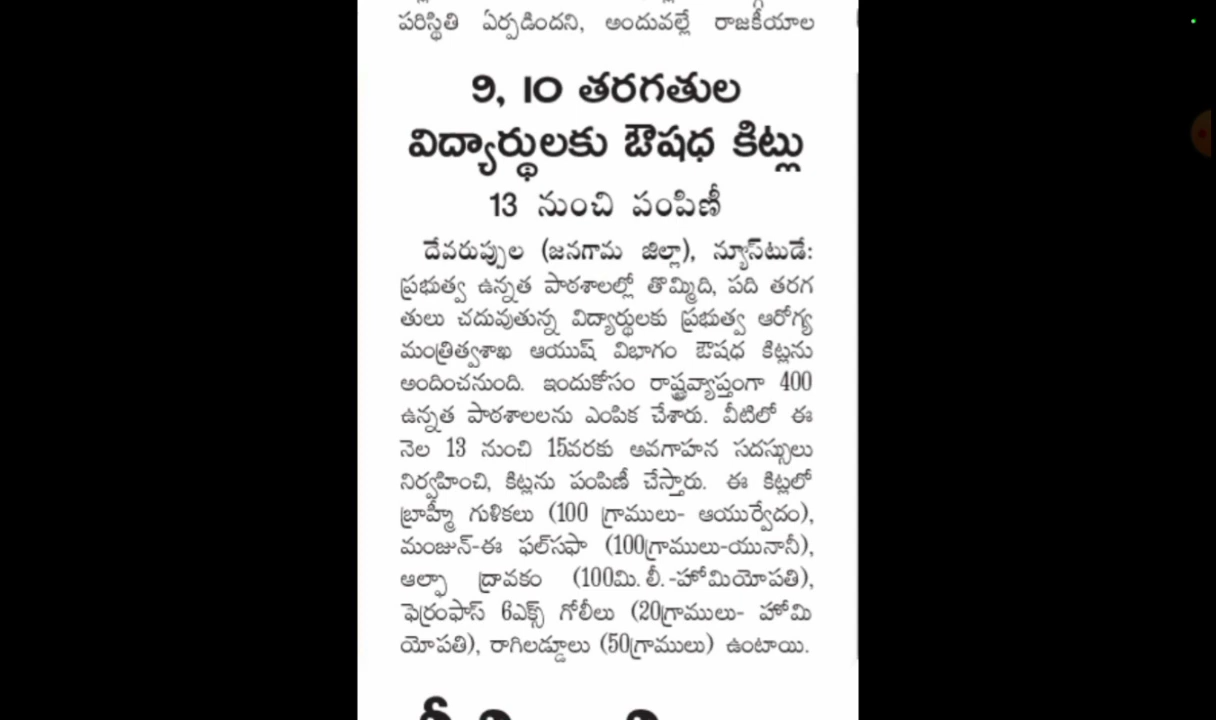 పరిస్థితి ఏర్పడిందని, అందువల్లే రాజకీయాల
9, 10 తరగతుల
విద్యార్థులకు ఔషధ కిట్లు
13 నుంచి పంపిణీ
దేవరుప్పుల (జనగామ జిల్లా), న్యూస్‌టుడే:
ప్రభుత్వ ఉన్నత పాఠశాలల్లో తొమ్మిది, పది తరగ
తులు చదువుతున్న విద్యార్థులకు ప్రభుత్వ ఆరోగ్య
మంత్రిత్వశాఖ ఆయుష్ విభాగం ఔషధ కిట్లను
అందించనుంది. ఇందుకోసం రాష్ట్రవ్యాప్తంగా 400
ఉన్నత పాఠశాలలను ఎంపిక చేశారు. వీటిలో ఈ
నెల 13 నుంచి 15వరకు అవగాహన సదస్సులు
నిర్వహించి, కిట్లను పంపిణీ చేస్తారు. ఈ కిట్లలో
బ్రాహ్మీ గుళికలు (100 గ్రాములు- ఆయుర్వేదం),
మంజున్-ఈ ఫల్‌సఫా (100గ్రాములు-యునానీ),
ఆల్ఫా ద్రావకం (100మి.లీ.-హోమియోపతి),
ఫెర్రంఫాస్ 6ఎక్స్ గోలీలు (20గ్రాములు- హోమి
యోపతి), రాగిలడ్డూలు (50గ్రాములు) ఉంటాయి.